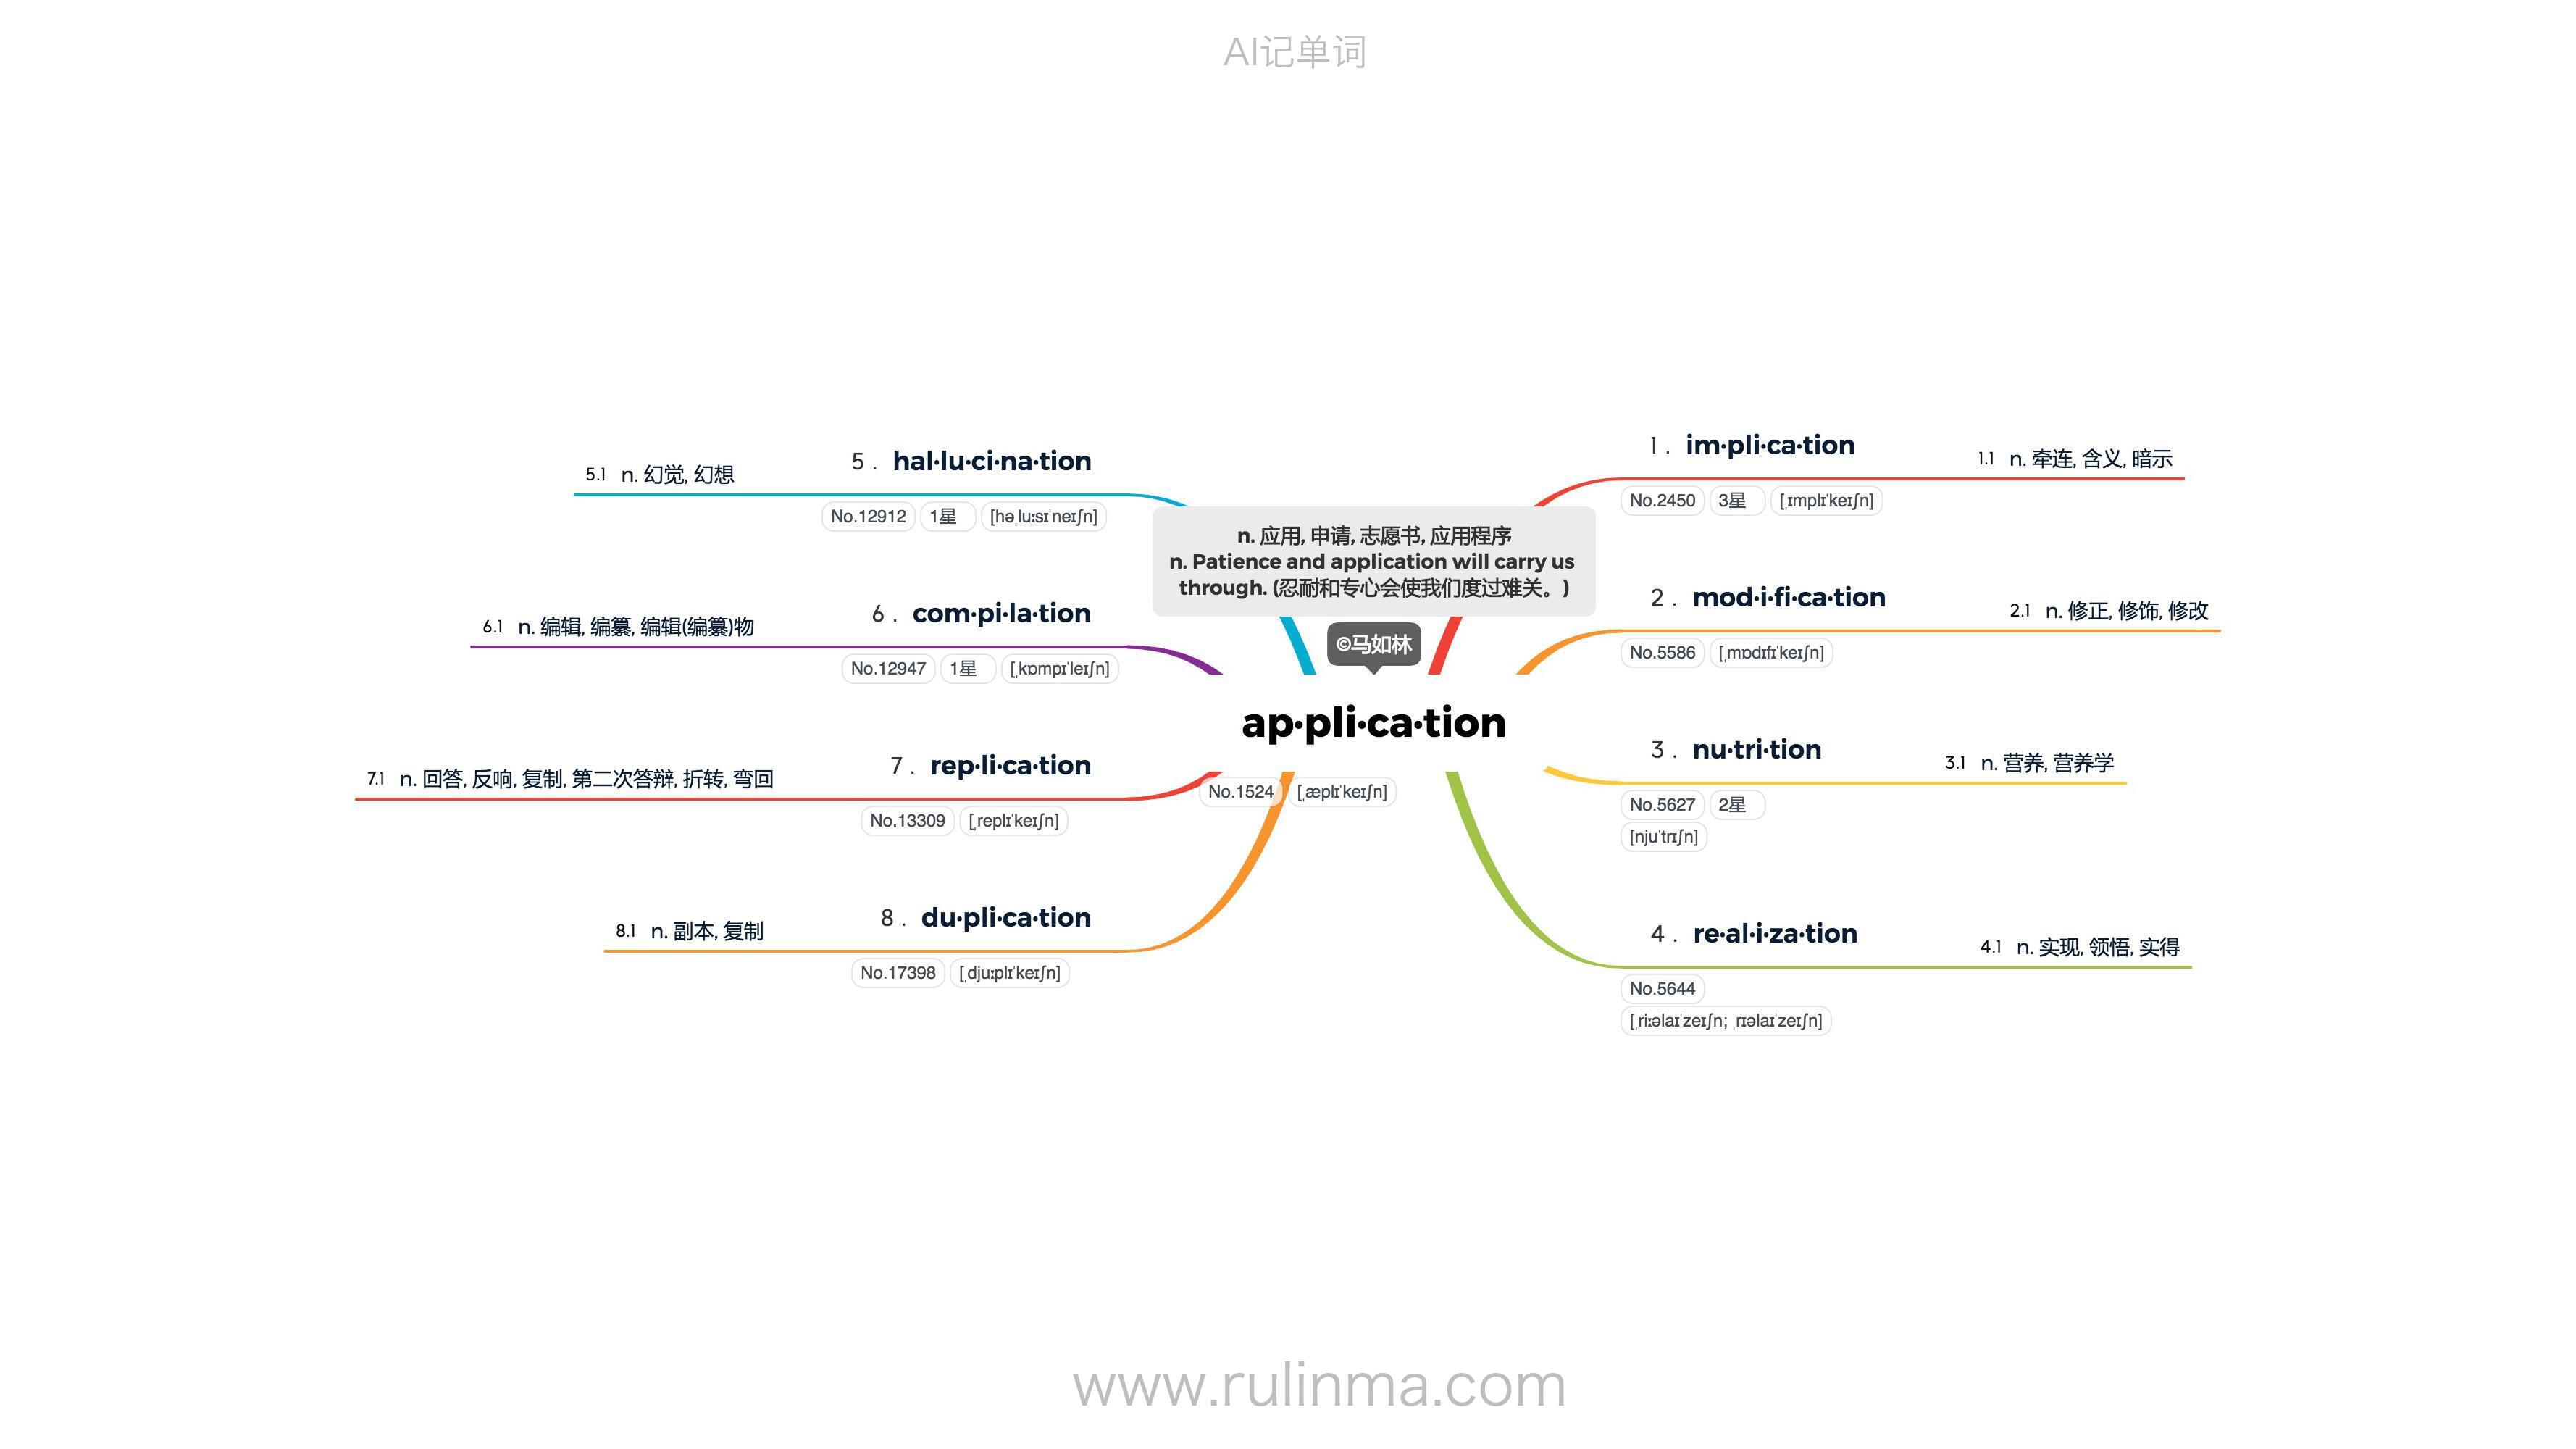 AI记单词
n. 应用, 申请, 志愿书, 应用程序
n. Patience and application will carry us
through. (忍耐和专心会使我们度过难关。)
©马如林
ap·pli·ca·tion
No.1524 [ˌæplɪˈkeɪʃn]
1. im·pli·ca·tion
1.1 n. 牵连, 含义, 暗示
No.2450 3星 [ˌɪmplɪˈkeɪʃn]
2. mod·i·fi·ca·tion
2.1 n. 修正, 修饰, 修改
No.5586 [ˌmɒdɪfɪˈkeɪʃn]
3. nu·tri·tion
3.1 n. 营养, 营养学
No.5627 2星
[njuˈtrɪʃn]
4. re·al·i·za·tion
4.1 n. 实现, 领悟, 实得
No.5644
[ˌriːəlaɪˈzeɪʃn; ˌrɪəlaɪˈzeɪʃn]
5. hal·lu·ci·na·tion
5.1 n. 幻觉, 幻想
No.12912 1星 [həˌluːsɪˈneɪʃn]
6. com·pi·la·tion
6.1 n. 编辑, 编纂, 编辑(编纂)物
No.12947 1星 [ˌkɒmpɪˈleɪʃn]
7. rep·li·ca·tion
7.1 n. 回答, 反响, 复制, 第二次答辩, 折转, 弯回
No.13309 [ˌreplɪˈkeɪʃn]
8. du·pli·ca·tion
8.1 n. 副本, 复制
No.17398 [ˌdjuːplɪˈkeɪʃn]
www.rulinma.com